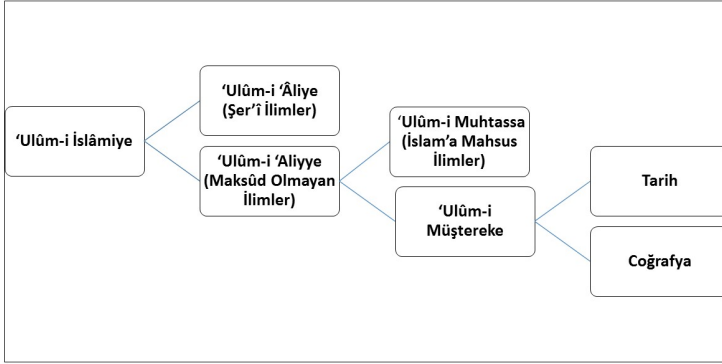 ‘Ulûm-i İslâmiye
‘Ulûm-i ‘Âliye
(Şer’î İlimler)
‘Ulûm-i ‘Aliyye
(Maksûd Olmayan
İlimler)
‘Ulûm-i Muhtassa
(İslam’a Mahsus
İlimler)
‘Ulûm-i
Müştereke
Tarih
Coğrafya